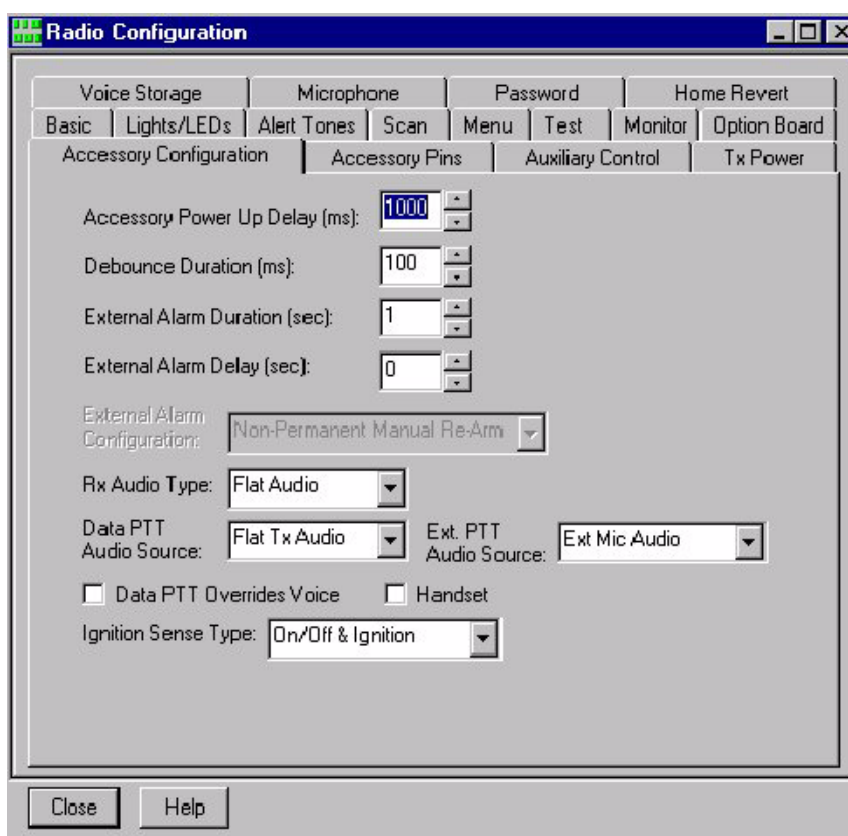 Radio Configuration
Voice Storage Microphone Password Home Revert
Basic Lights/LEDs Alert Tones Scan Menu Test Monitor Option Board
Accessory Configuration Accessory Pins Auxiliary Control Tx Power
Accessory Power Up Delay (ms): 1000
Debounce Duration (ms): 100
External Alarm Duration (sec): 1
External Alarm Delay (sec): 0
External Alarm
Configuration: Non-Permanent Manual Re-Arm
Rx Audio Type: Flat Audio
Data PTT
Audio Source: Flat Tx Audio
Ext. PTT
Audio Source: Ext Mic Audio
Data PTT Overrides Voice Handset
Ignition Sense Type: On/Off & Ignition
Close Help